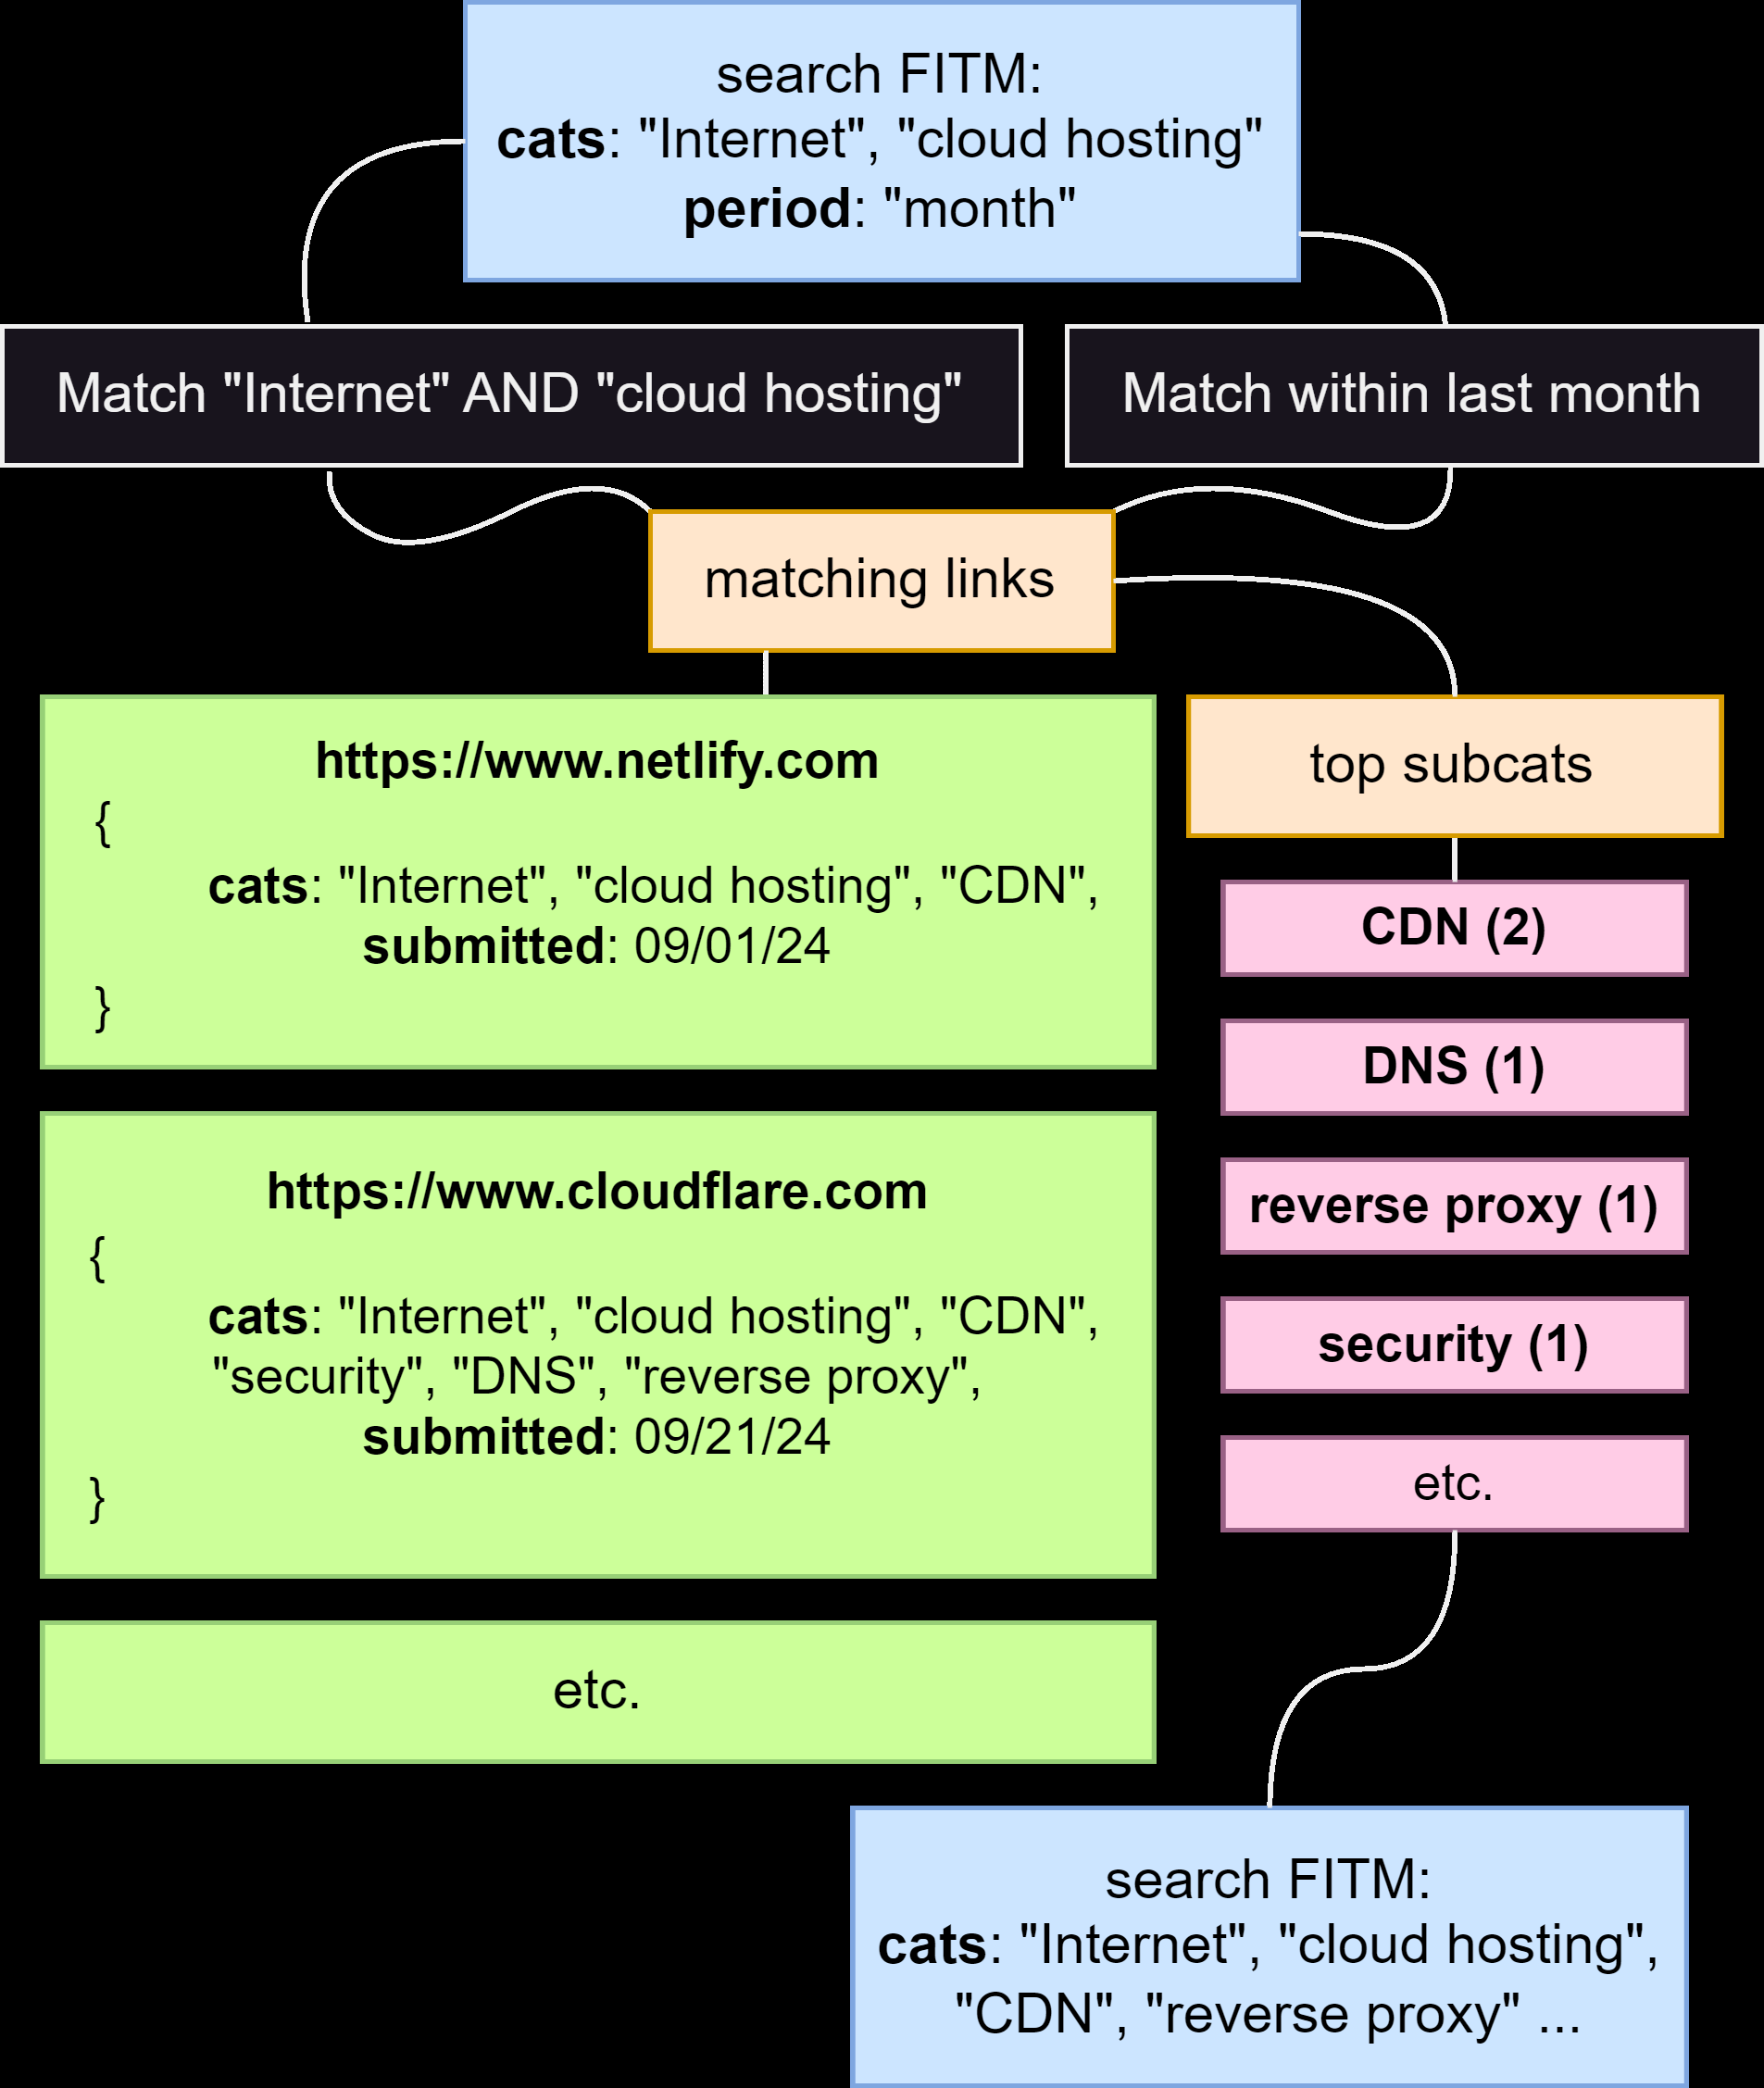 search FITM:
cats: "Internet", "cloud hosting"
period: "month"
Match "Internet" AND "cloud hosting"
Match within last month
matching links
https://www.netlify.com
{
cats: "Internet", "cloud hosting", "CDN",
submitted: 09/01/24
}
https://www.cloudflare.com
{
cats: "Internet", "cloud hosting", "CDN",
"security", "DNS", "reverse proxy",
submitted: 09/21/24
}
etc.
top subcats
CDN (2)
DNS (1)
reverse proxy (1)
security (1)
etc.
search FITM:
cats: "Internet", "cloud hosting",
"CDN", "reverse proxy" ...